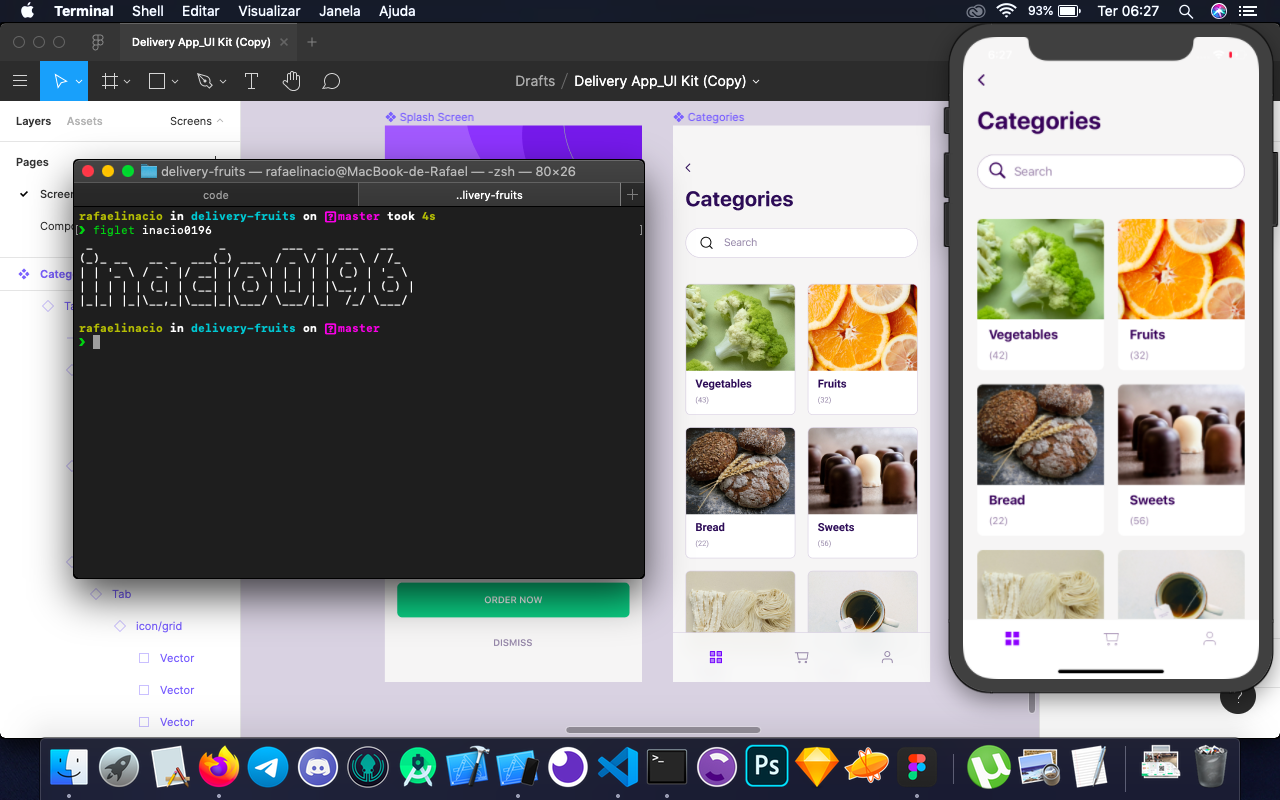 Terminal Shell Editar Visualizar Janela Ajuda 93% Ter 06:27
Delivery App_UI Kit (Copy)
Drafts / Delivery App_UI Kit (Copy)
Layers Assets Screens
Pages
Tab
icon/grid
Vector
Vector
Vector
delivery-fruits — rafaelinacio@MacBook-de-Rafael — -zsh — 80×26
code ..livery-fruits
rafaelinacio in delivery-fruits on master took 4s
❯ figlet inacio0196
inacio0196
rafaelinacio in delivery-fruits on master
❯
Splash Screen
ORDER NOW
DISMISS
Categories
Categories
Search
Vegetables
(43)
Fruits
(32)
Bread
(22)
Sweets
(56)
Categories
Search
Vegetables
(42)
Fruits
(32)
Bread
(22)
Sweets
(56)
?
>_
Ps